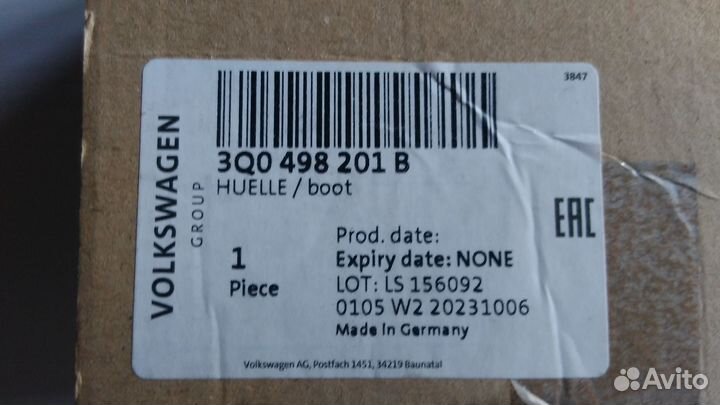 3847
VOLKSWAGEN
GROUP
3Q0 498 201 B
HUELLE / boot
EAC
1
Piece
Prod. date:
Expiry date: NONE
LOT: LS 156092
0105 W2 20231006
Made in Germany
Volkswagen AG, Postfach 1451, 34219 Baunatal
Avito